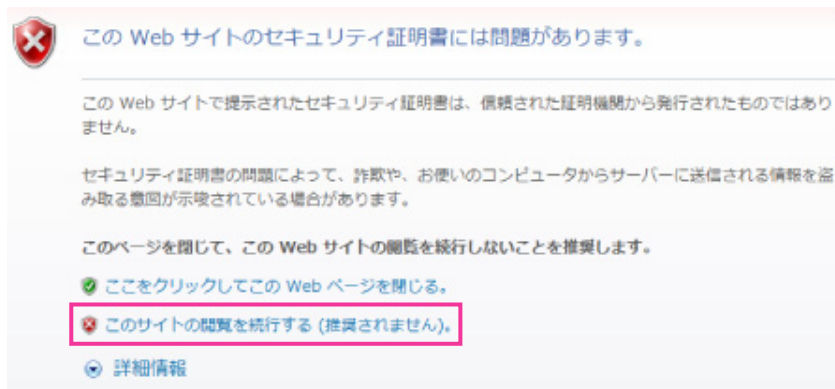 この Web サイトのセキュリティ証明書には問題があります。
この Web サイトで提示されたセキュリティ証明書は、信頼された証明機関から発行されたものではあり
ません。
セキュリティ証明書の問題によって、詐欺や、お使いのコンピュータからサーバーに送信される情報を盗
み取る意図が示唆されている場合があります。
このページを閉じて、この Web サイトの閲覧を続行しないことを推奨します。
ここをクリックしてこの Web ページを閉じる。
このサイトの閲覧を続行する (推奨されません)。
詳細情報